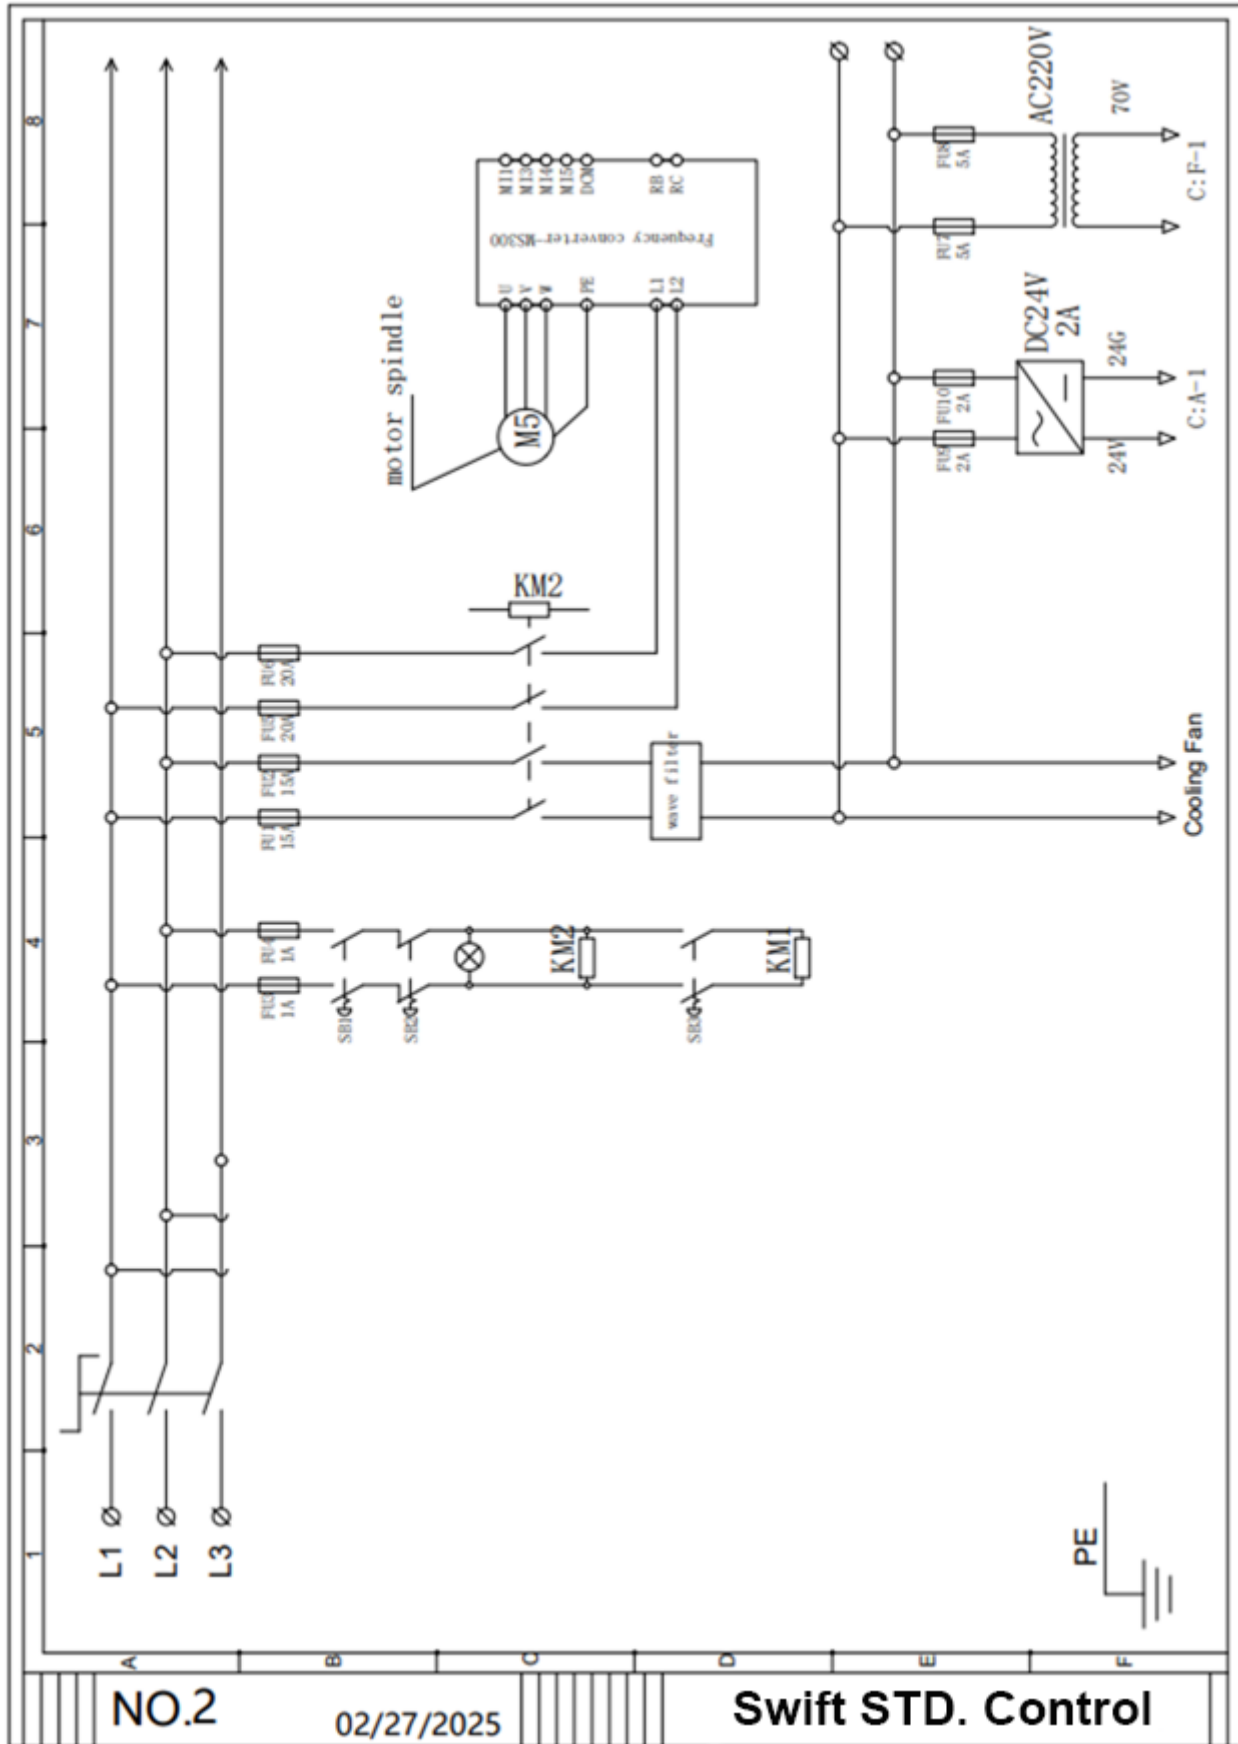 8
7
6
5
4
3
2
1
A
B
C
D
E
F
L1
L2
L3
PE
AC220V
70V
C:F-1
FU8
5A
FU7
5A
DC24V
2A
24G
24V
C:A-1
FU10
2A
FU9
2A
MI1
MI3
MI4
MI5
DCM
RB
RC
Frequency converter-MS300
U
V
W
PE
L1
L2
motor spindle
M5
KM2
FU6
20A
FU5
20A
FU2
15A
FU1
15A
wave filter
Cooling Fan
FU4
1A
FU3
1A
SB1
SB2
KM2
SB3
KM1
NO.2
02/27/2025
Swift STD. Control